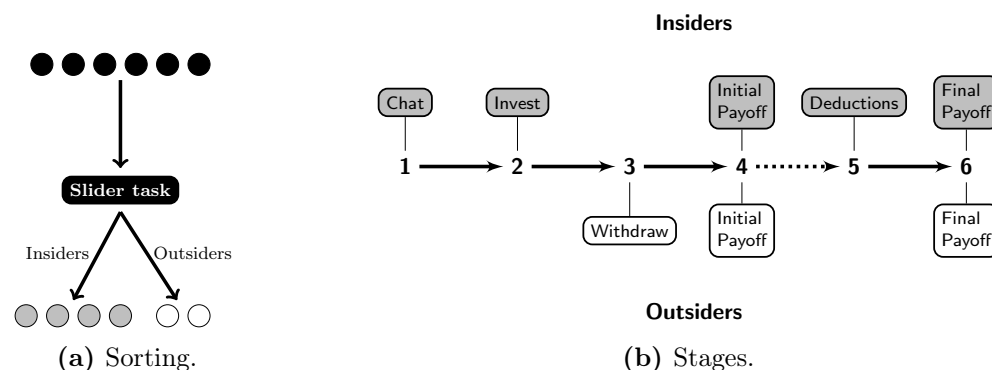 Slider task
Insiders
Outsiders
(a) Sorting.
Insiders
Chat
Invest
Initial
Payoff
Deductions
Final
Payoff
1
2
3
4
5
6
Withdraw
Initial
Payoff
Final
Payoff
Outsiders
(b) Stages.